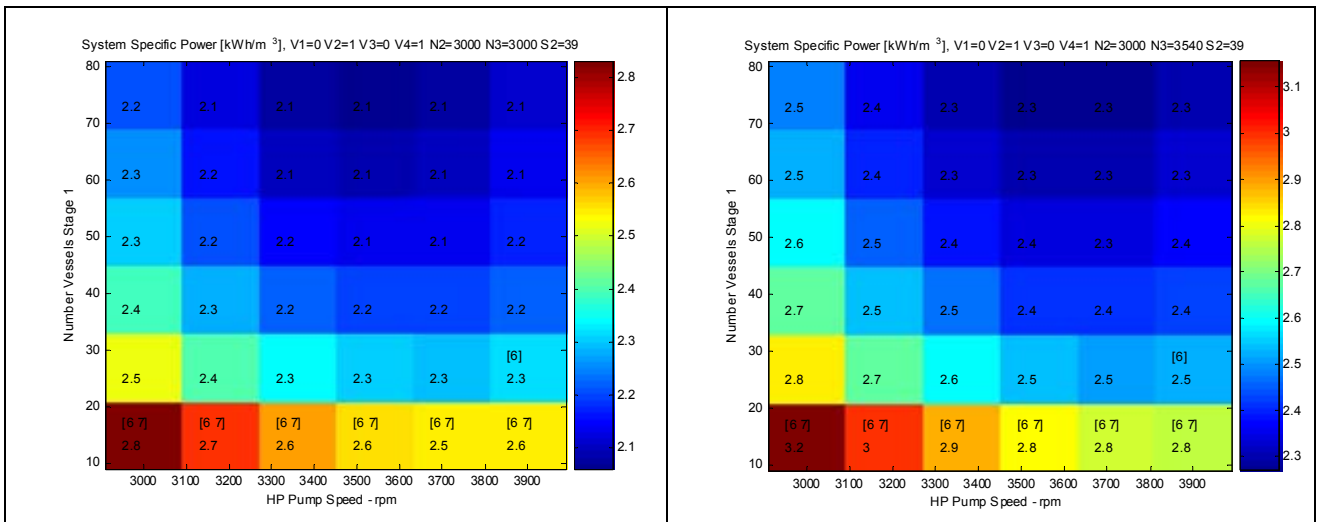 System Specific Power [kWh/m 3], V1=0 V2=1 V3=0 V4=1 N2=3000 N3=3000 S2=39
80
70
60
50
40
30
20
10
Number Vessels Stage 1
2.2 2.1 2.1 2.1 2.1 2.1
2.3 2.2 2.1 2.1 2.1 2.1
2.3 2.2 2.2 2.1 2.1 2.2
2.4 2.3 2.2 2.2 2.2 2.2
[6]
2.5 2.4 2.3 2.3 2.3 2.3
[6 7] [6 7] [6 7] [6 7] [6 7] [6 7]
2.8 2.7 2.6 2.6 2.5 2.6
3000 3100 3200 3300 3400 3500 3600 3700 3800 3900
HP Pump Speed - rpm
2.8
2.7
2.6
2.5
2.4
2.3
2.2
2.1
System Specific Power [kWh/m 3], V1=0 V2=1 V3=0 V4=1 N2=3000 N3=3540 S2=39
80
70
60
50
40
30
20
10
Number Vessels Stage 1
2.5 2.4 2.3 2.3 2.3 2.3
2.5 2.4 2.3 2.3 2.3 2.3
2.6 2.5 2.4 2.4 2.3 2.4
2.7 2.5 2.5 2.4 2.4 2.4
[6]
2.8 2.7 2.6 2.5 2.5 2.5
[6 7] [6 7] [6 7] [6 7] [6 7] [6 7]
3.2 3 2.9 2.8 2.8 2.8
3000 3100 3200 3300 3400 3500 3600 3700 3800 3900
HP Pump Speed - rpm
3.1
3
2.9
2.8
2.7
2.6
2.5
2.4
2.3